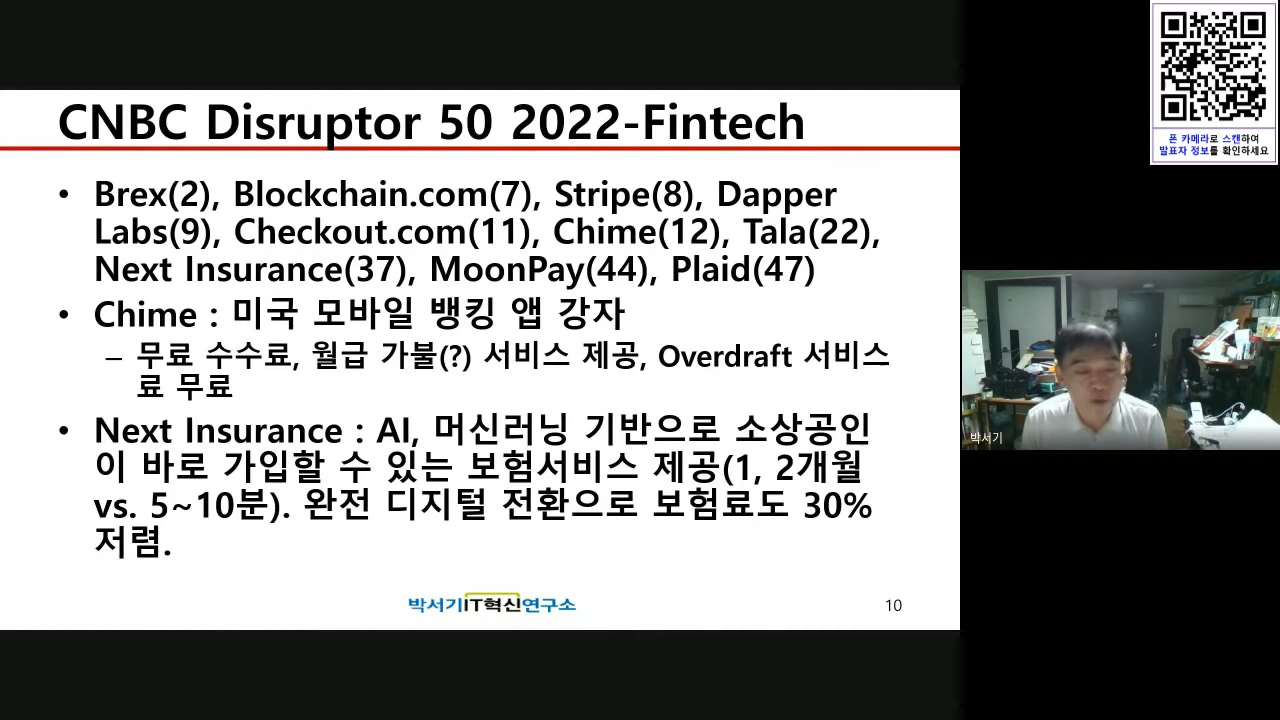 CNBC Disruptor 50 2022-Fintech
• Brex(2), Blockchain.com(7), Stripe(8), Dapper
Labs(9), Checkout.com(11), Chime(12), Tala(22),
Next Insurance(37), MoonPay(44), Plaid(47)
• Chime : 미국 모바일 뱅킹 앱 강자
– 무료 수수료, 월급 가불(?) 서비스 제공, Overdraft 서비스
료 무료
• Next Insurance : AI, 머신러닝 기반으로 소상공인
이 바로 가입할 수 있는 보험서비스 제공(1, 2개월
vs. 5~10분). 완전 디지털 전환으로 보험료도 30%
저렴.
박서기IT혁신연구소
10
폰 카메라로 스캔하여
발표자 정보를 확인하세요
박서기